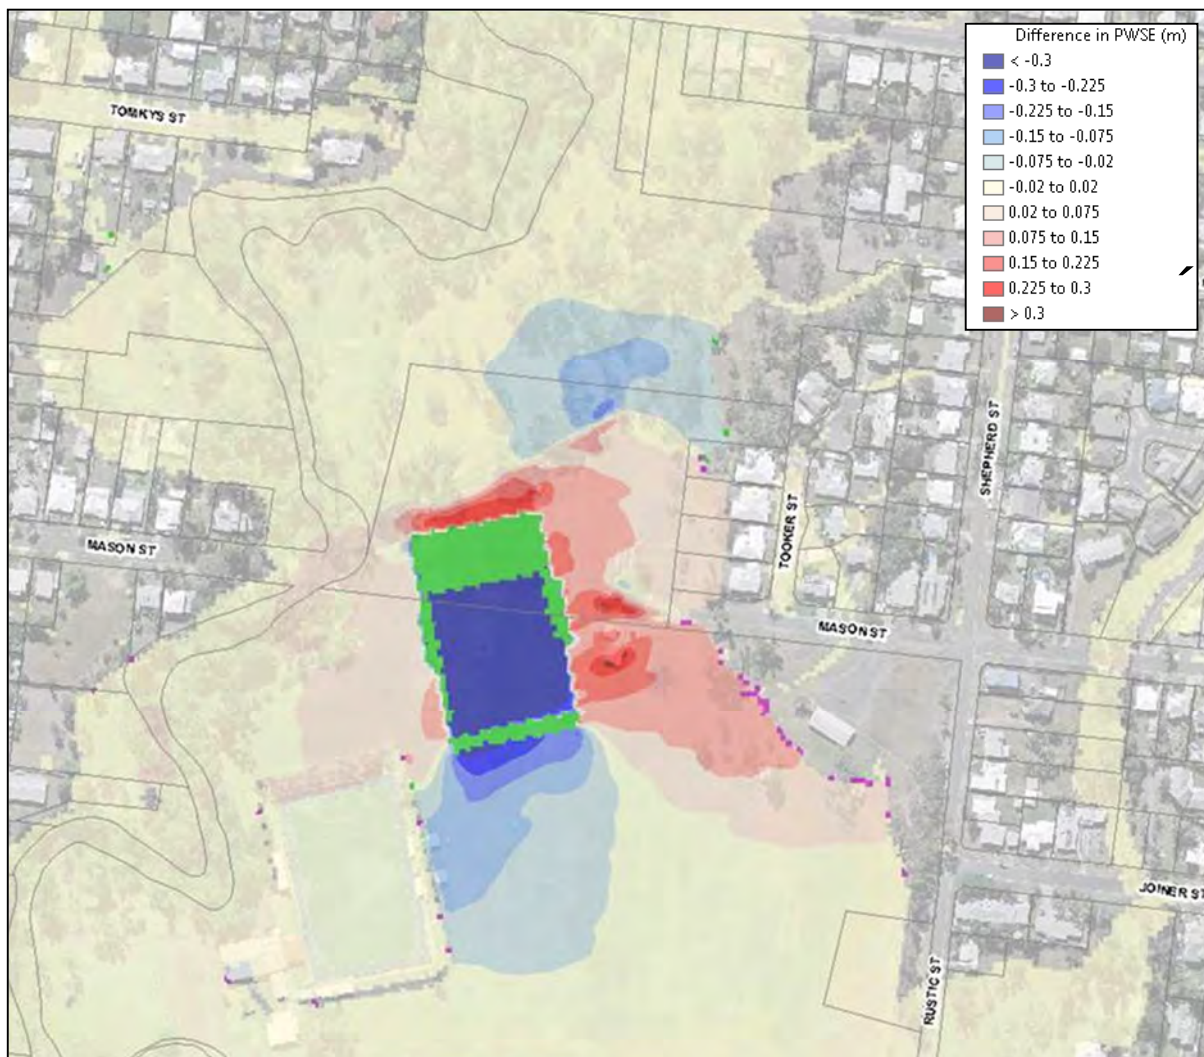 Difference in PWSE (m)
< -0.3
-0.3 to -0.225
-0.225 to -0.15
-0.15 to -0.075
-0.075 to -0.02
-0.02 to 0.02
0.02 to 0.075
0.075 to 0.15
0.15 to 0.225
0.225 to 0.3
> 0.3
TOMKYS ST
SHEPHERD ST
TOOKER ST
MASON ST
MASON ST
JOINER ST
RUSTIC ST